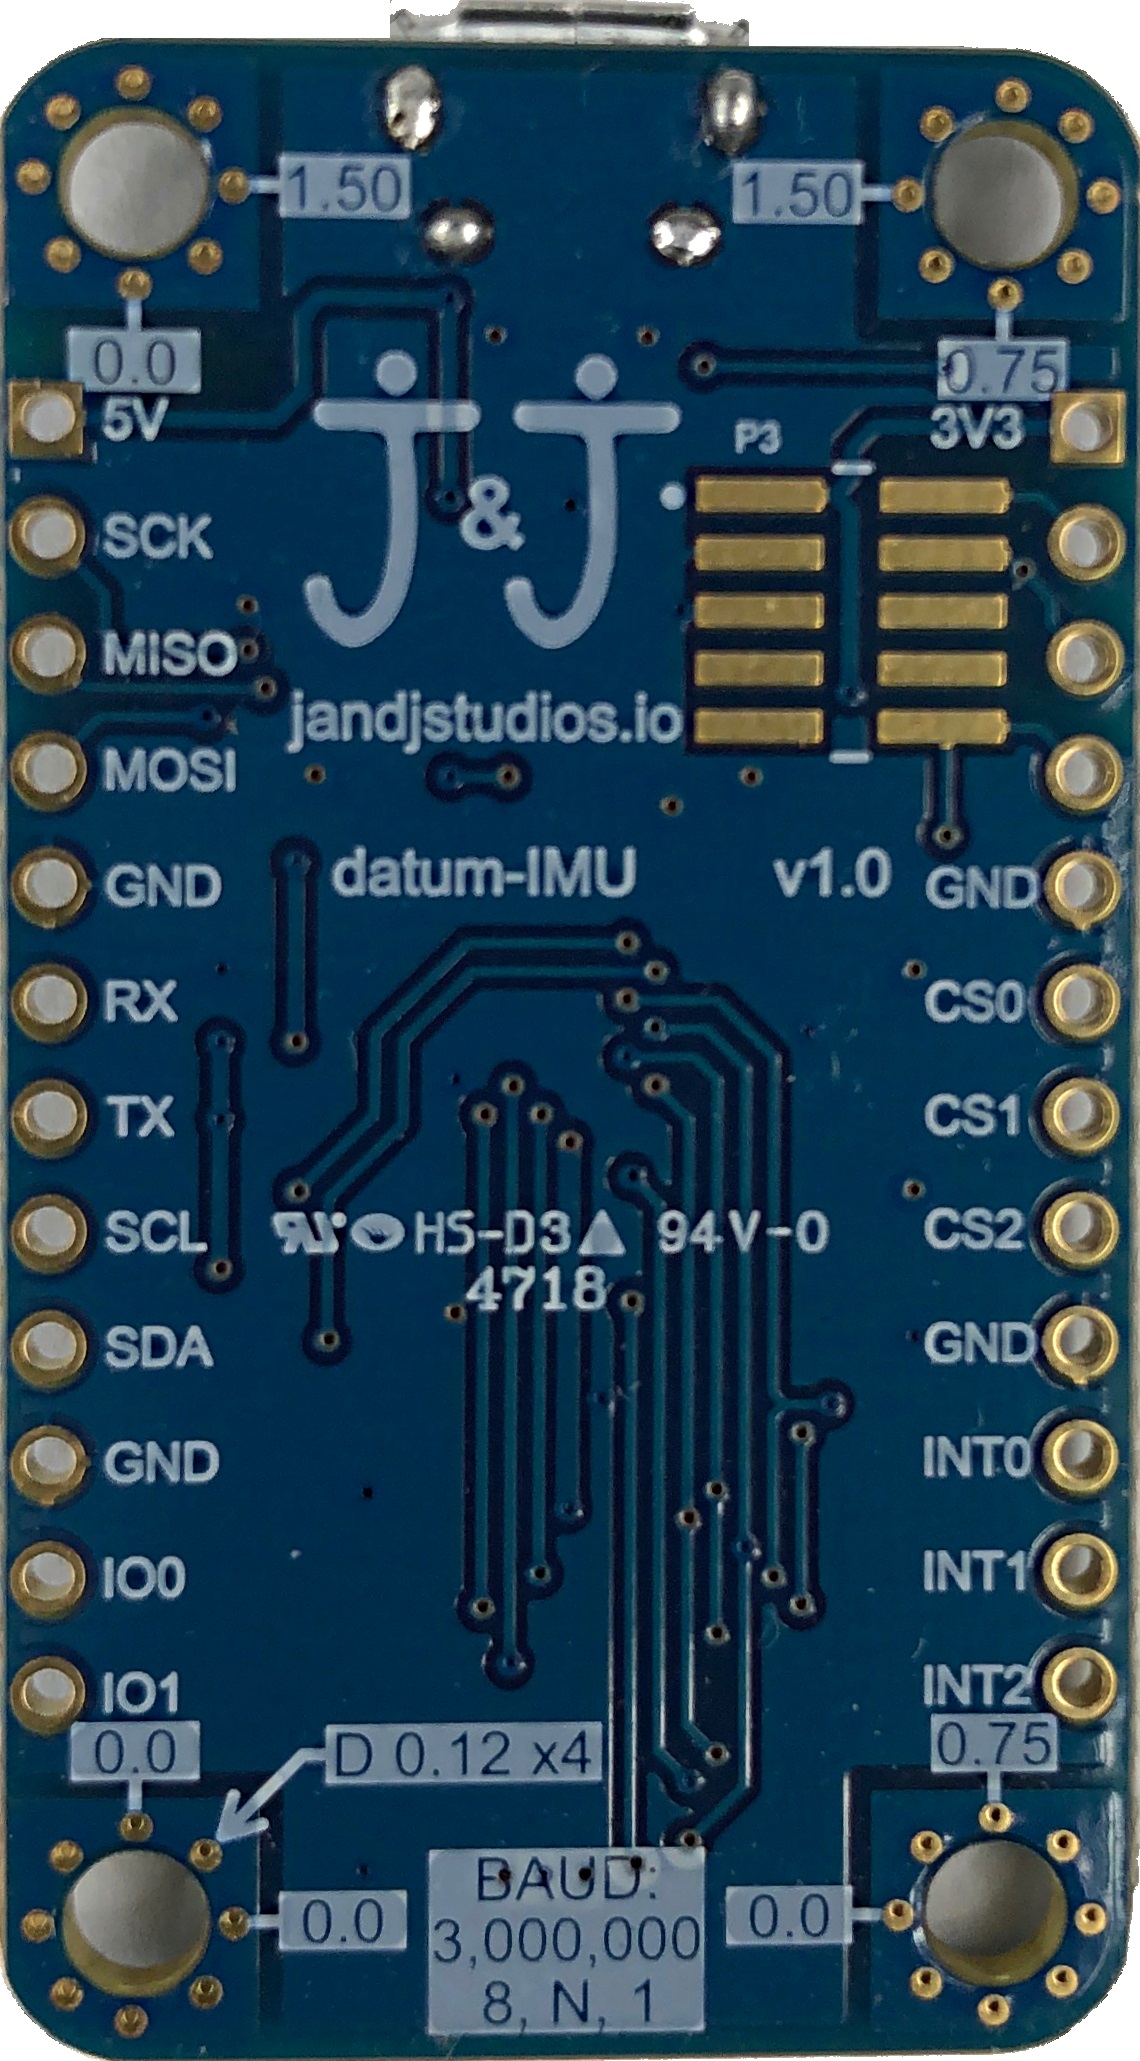 1.50 1.50
0.0 0.75
5V 3V3
P3
J&J
SCK
MISO
jandjstudios.io
MOSI
GND datum-IMU v1.0 GND
RX CS0
TX CS1
SCL HS-D3 94V-0 CS2
4718
SDA GND
GND INT0
IO0 INT1
IO1 INT2
0.0 D 0.12 x4 0.75
0.0 BAUD: 0.0
3,000,000
8, N, 1